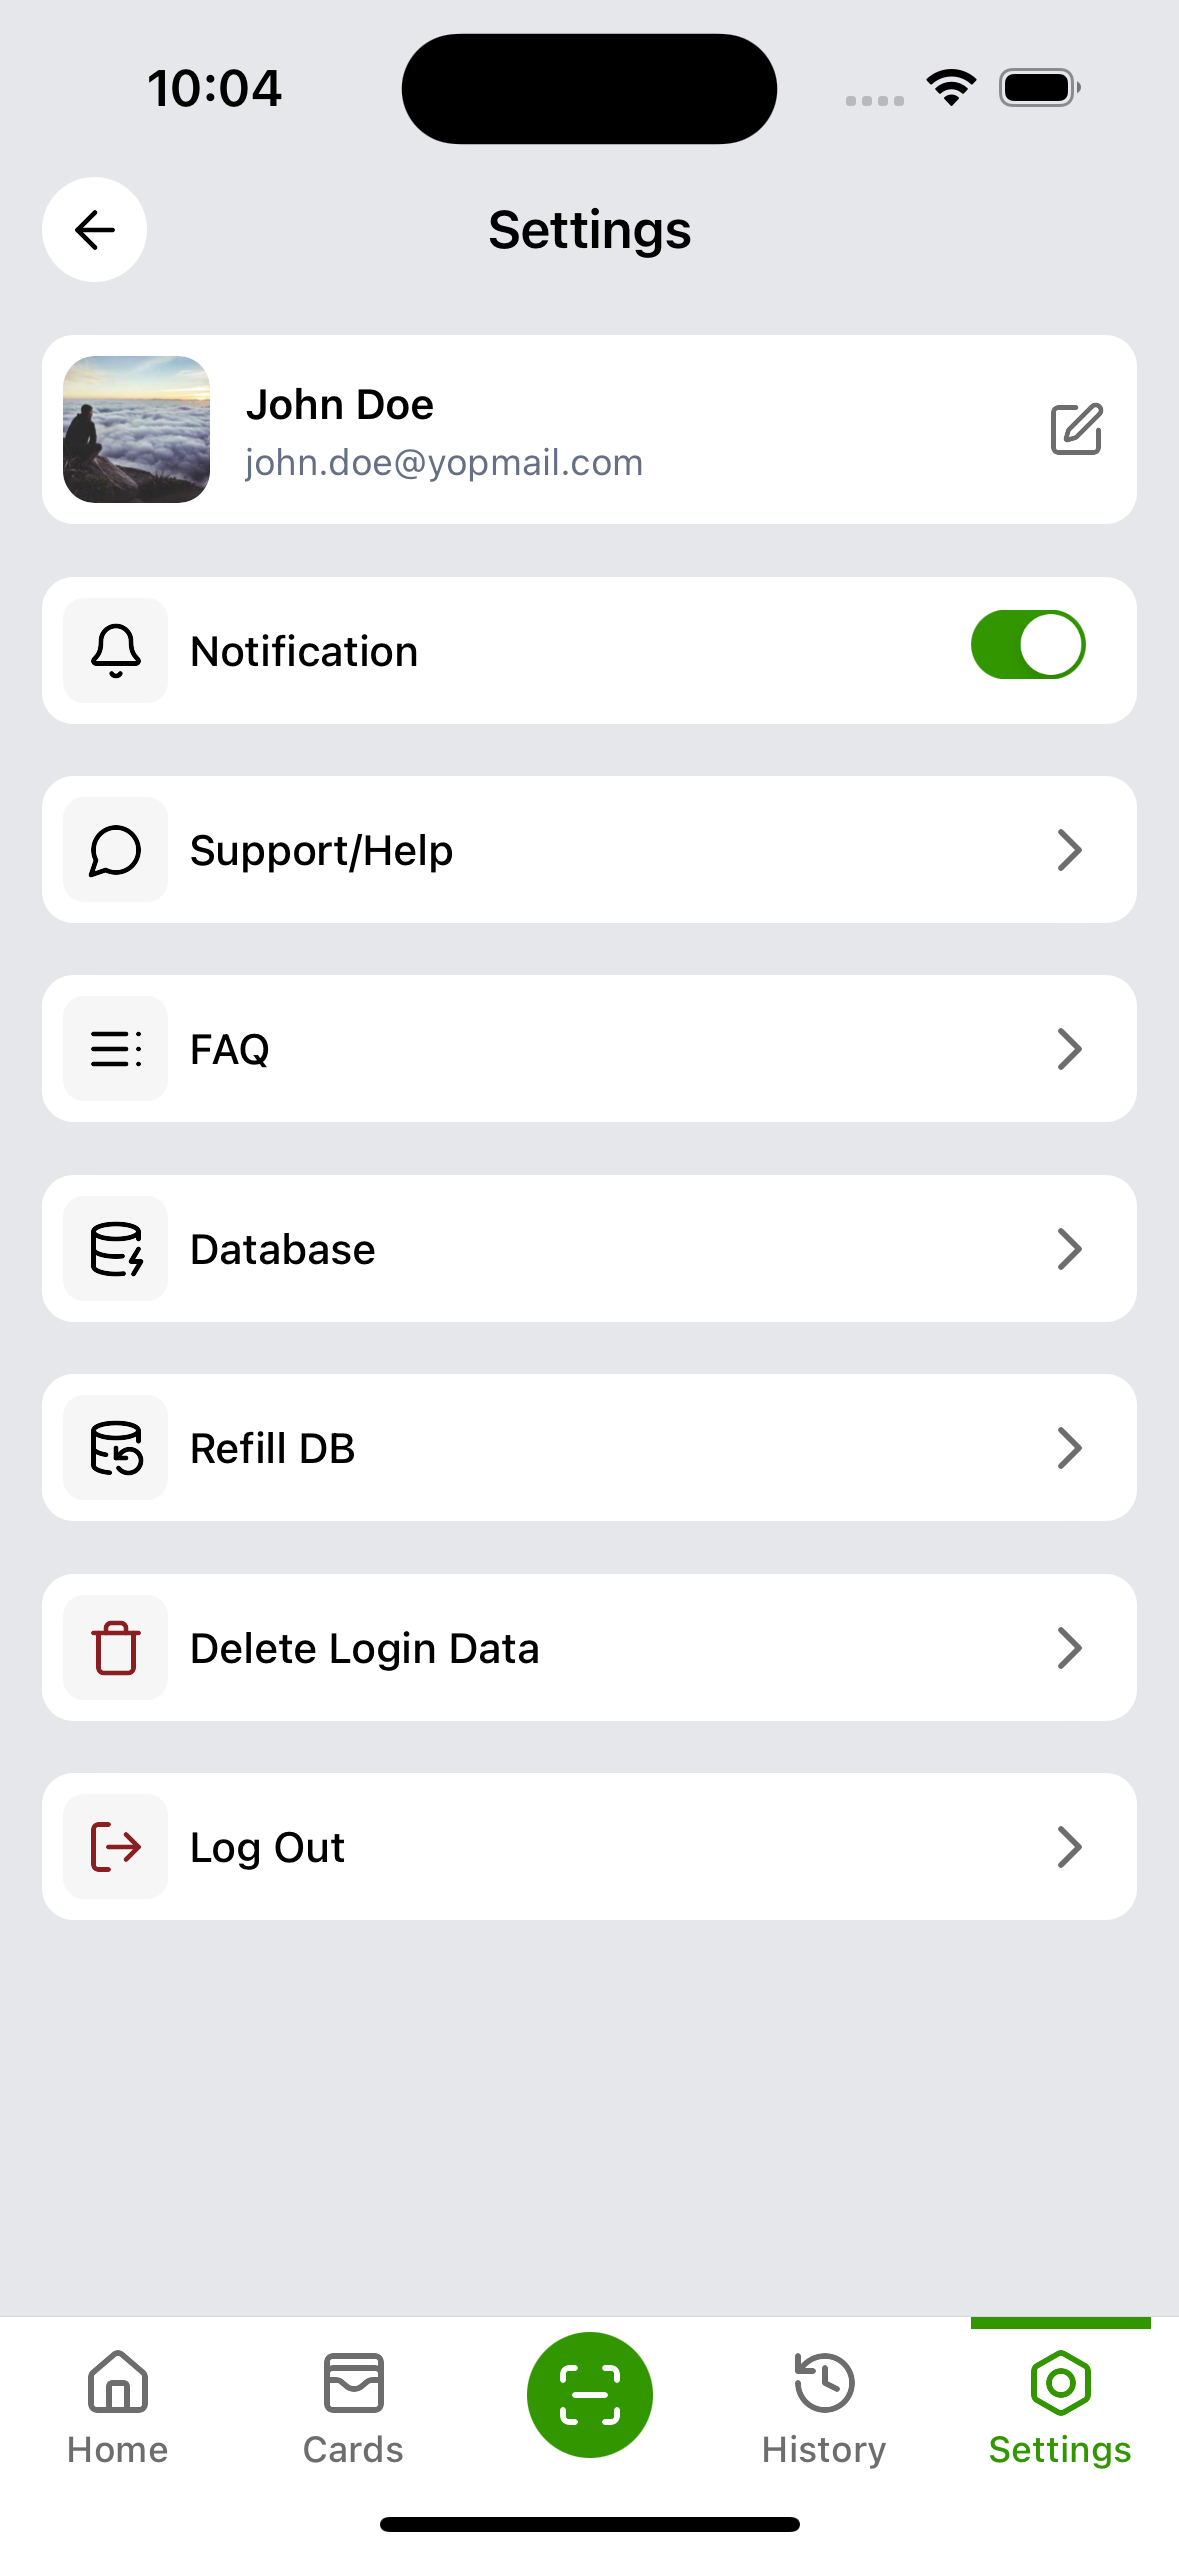 10:04
Settings
John Doe
john.doe@yopmail.com
Notification
Support/Help
FAQ
Database
Refill DB
Delete Login Data
Log Out
Home
Cards
History
Settings